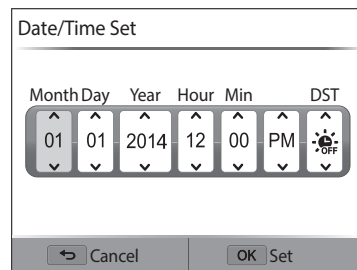 Date/Time Set
Month Day Year Hour Min DST
01 01 2014 12 00 PM OFF
Cancel OK Set